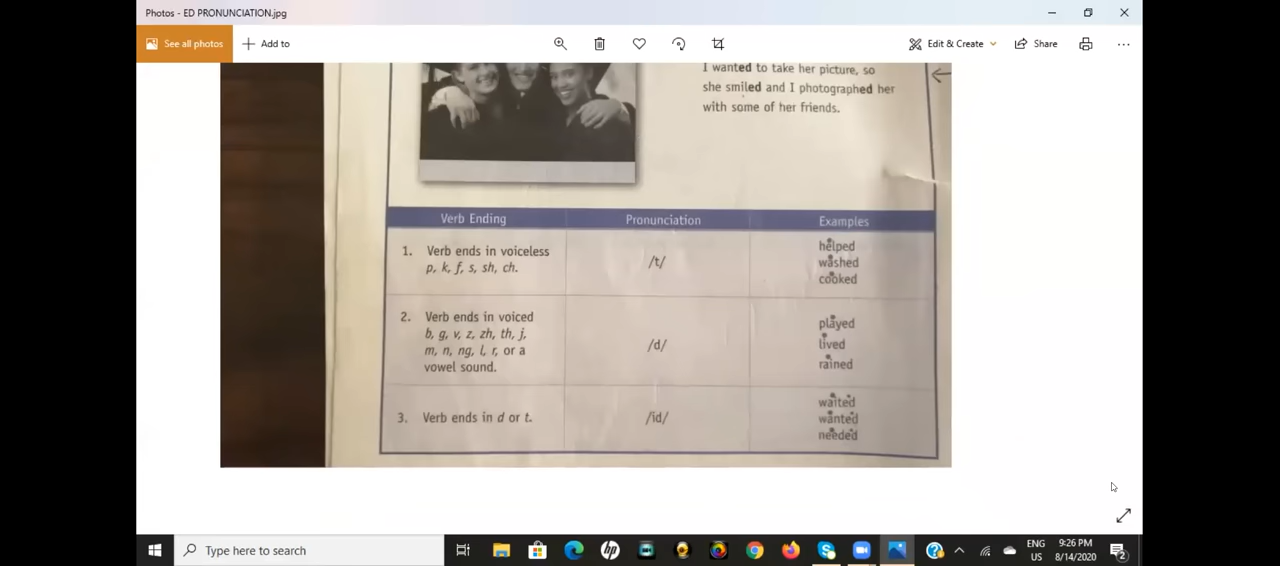 Photos - ED PRONUNCIATION.jpg
See all photos
Add to
Edit & Create
Share
I wanted to take her picture, so
she smiled and I photographed her
with some of her friends.
Verb Ending Pronunciation Examples
1. Verb ends in voiceless
p, k, f, s, sh, ch.
/t/
helped
washed
cooked
2. Verb ends in voiced
b, g, v, z, zh, th, j,
m, n, ng, l, r, or a
vowel sound.
/d/
played
lived
rained
3. Verb ends in d or t.
/id/
waited
wanted
needed
Type here to search
hp
ENG
US
9:26 PM
8/14/2020
2